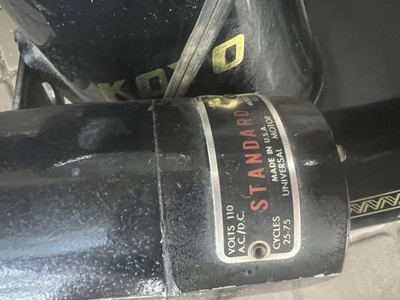 KOYO
STANDARD
MADE IN U.S.A.
UNIVERSAL MOTOR
VOLTS 110
A.C./D.C.
CYCLES
25-75